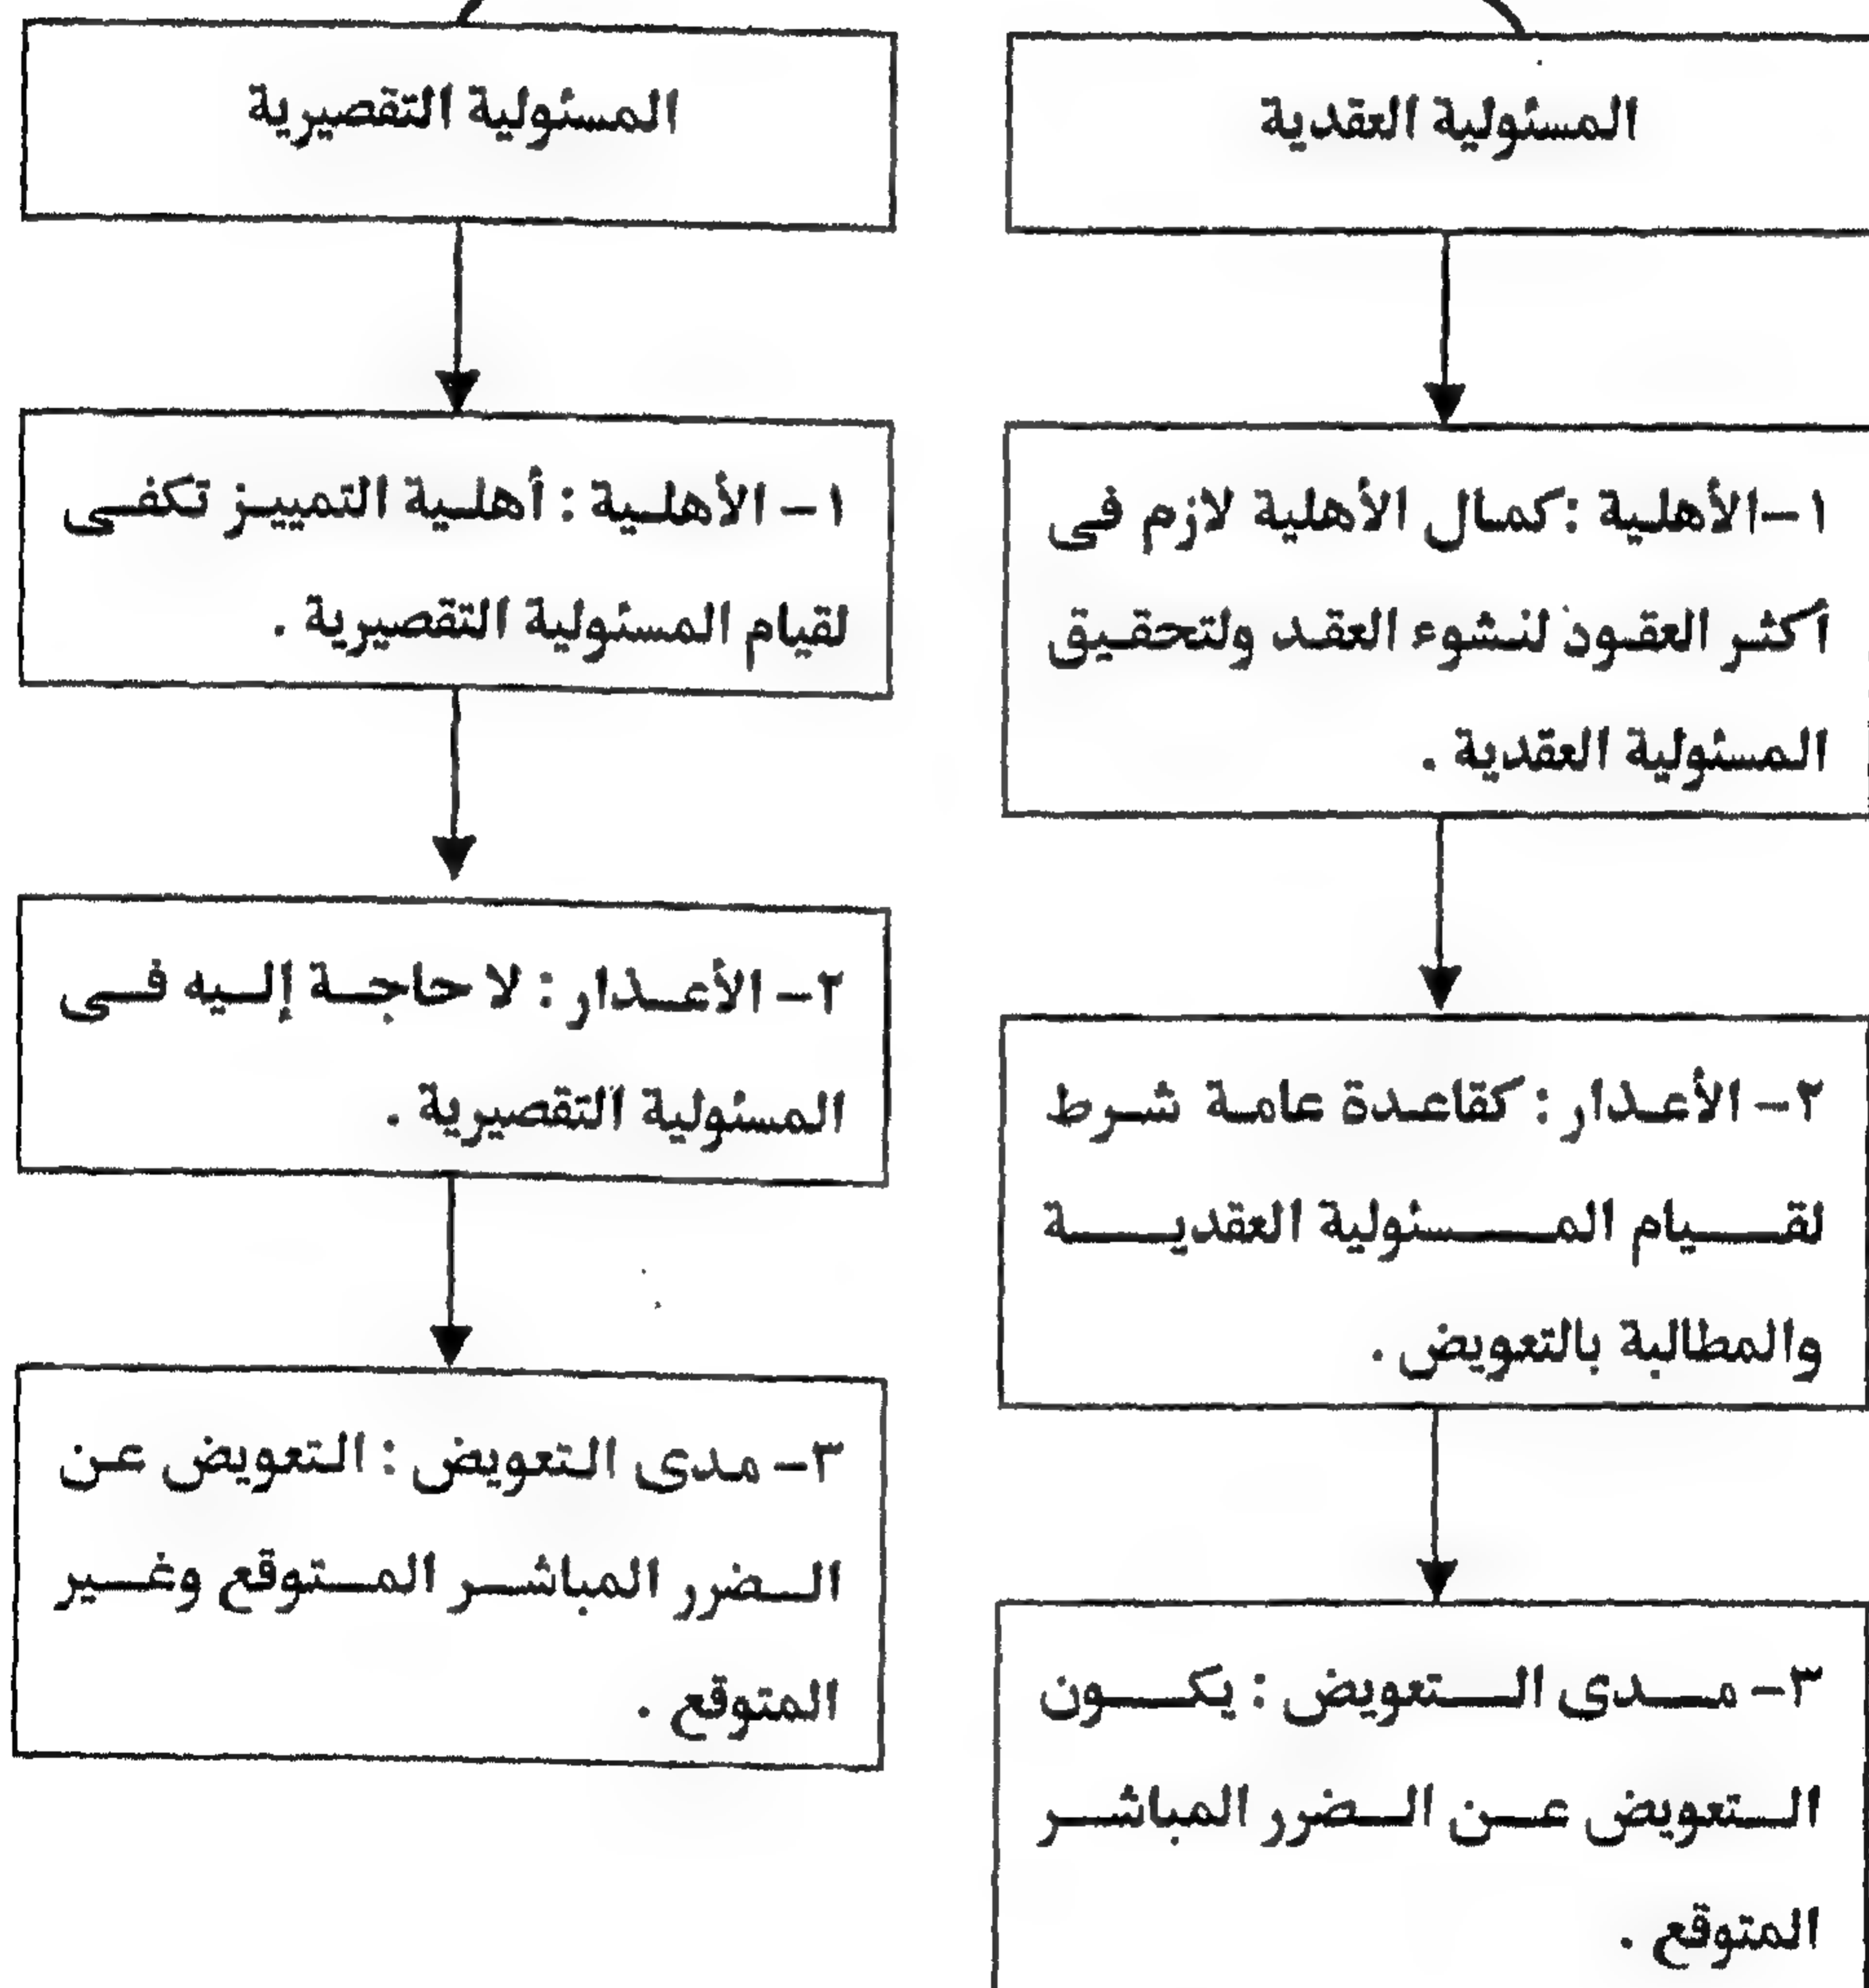 المسئولية العقدية
١–الأهلية :كمال الأهلية لازم فى
أكثر العقود لنشوء العقد ولتحقيق
المسئولية العقدية .
٢– الأعذار : كقاعدة عامة شرط
لقيام المسئولية العقدية
والمطالبة بالتعويض .
٣– مدى التعويض : يكون
التعويض عن الضرر المباشر
المتوقع .
المسئولية التقصيرية
١– الأهلية : أهلية التمييز تكفى
لقيام المسئولية التقصيرية .
٢– الأعذار : لا حاجة إليه فى
المسئولية التقصيرية .
٣– مدى التعويض : التعويض عن
الضرر المباشر المتوقع وغير
المتوقع .